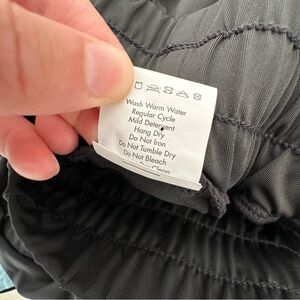 Wash Warm Water
Regular Cycle
Mild Detergent
Hang Dry
Do Not Iron
Do Not Tumble Dry
Do Not Bleach
Clean